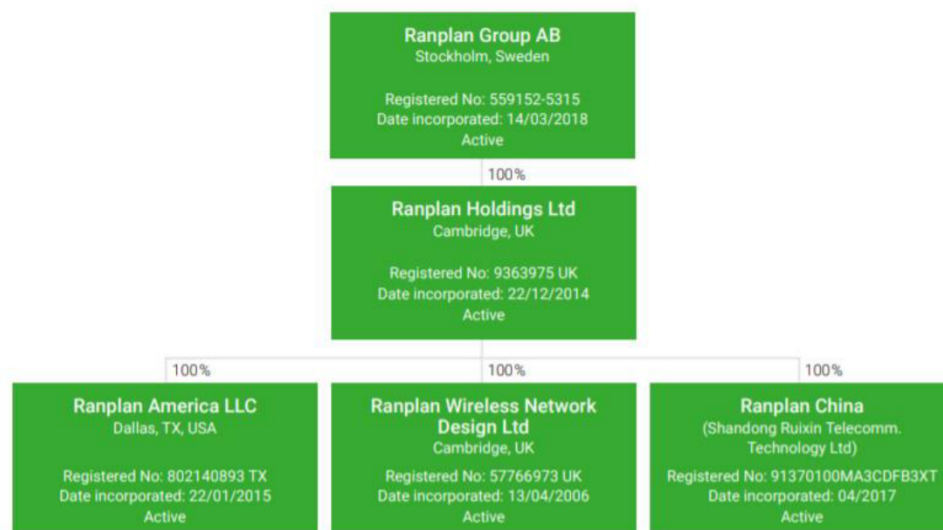 Ranplan Group AB
Stockholm, Sweden
Registered No: 559152-5315
Date incorporated: 14/03/2018
Active
100%
Ranplan Holdings Ltd
Cambridge, UK
Registered No: 9363975 UK
Date incorporated: 22/12/2014
Active
100%
Ranplan America LLC
Dallas, TX, USA
Registered No: 802140893 TX
Date incorporated: 22/01/2015
Active
100%
Ranplan Wireless Network
Design Ltd
Cambridge, UK
Registered No: 57766973 UK
Date incorporated: 13/04/2006
Active
100%
Ranplan China
(Shandong Ruixin Telecomm.
Technology Ltd)
Registered No: 91370100MA3CDFB3XT
Date incorporated: 04/2017
Active